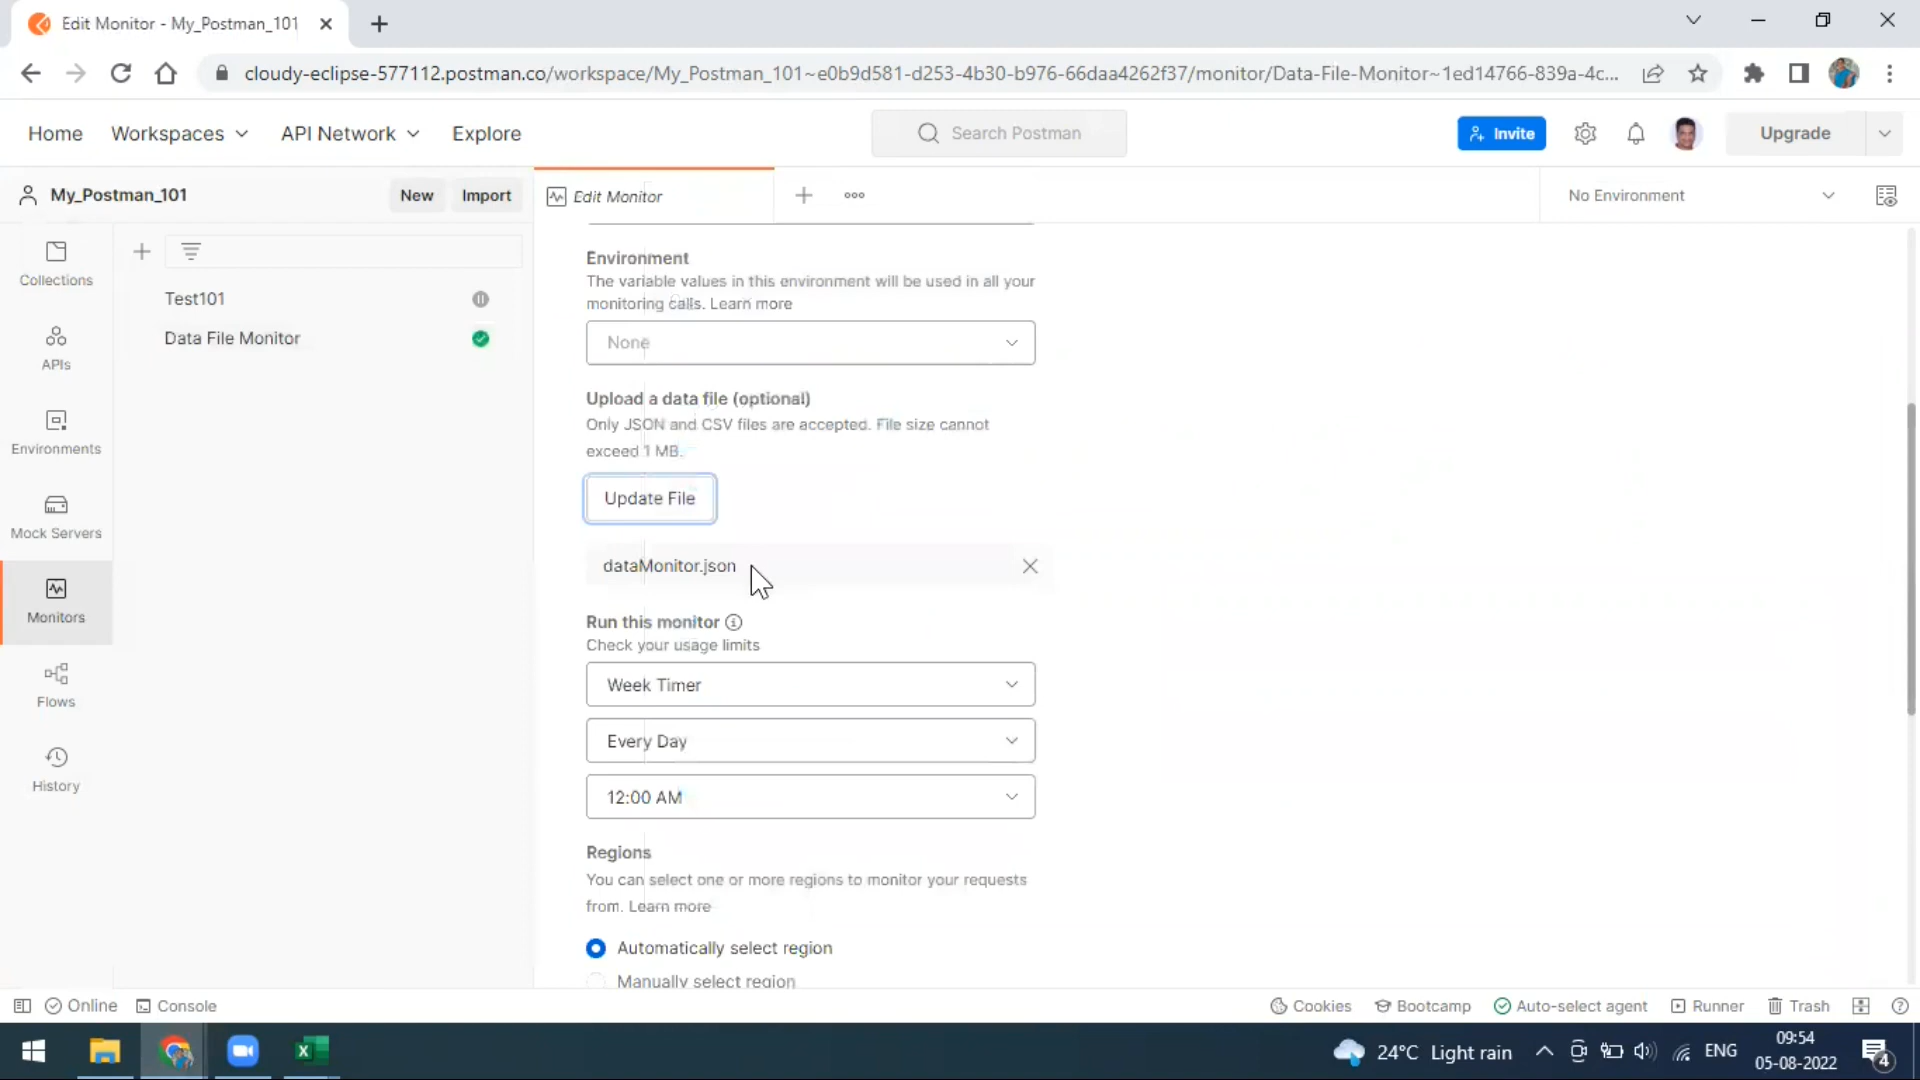 Edit Monitor - My_Postman_101
cloudy-eclipse-577112.postman.co/workspace/My_Postman_101~e0b9d581-d253-4b30-b976-66daa4262f37/monitor/Data-File-Monitor~1ed14766-839a-4c...
Home Workspaces API Network Explore Search Postman Invite Upgrade
My_Postman_101 New Import Edit Monitor No Environment
Collections
APIs
Environments
Mock Servers
Monitors
Flows
History
Test101
Data File Monitor
Environment
The variable values in this environment will be used in all your
monitoring calls. Learn more
None
Upload a data file (optional)
Only JSON and CSV files are accepted. File size cannot
exceed 1 MB.
Update File
dataMonitor.json
Run this monitor
Check your usage limits
Week Timer
Every Day
12:00 AM
Regions
You can select one or more regions to monitor your requests
from. Learn more
Automatically select region
Manually select region
Online Console Cookies Bootcamp Auto-select agent Runner Trash
24°C Light rain ENG 09:54
05-08-2022 4